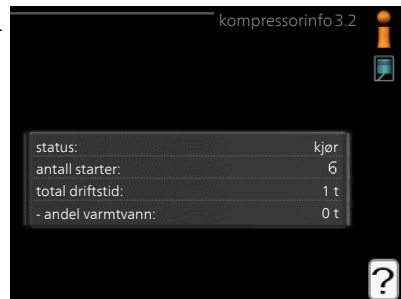 kompressorinfo 3.2
status: kjør
antall starter: 6
total driftstid: 1 t
- andel varmtvann: 0 t
?